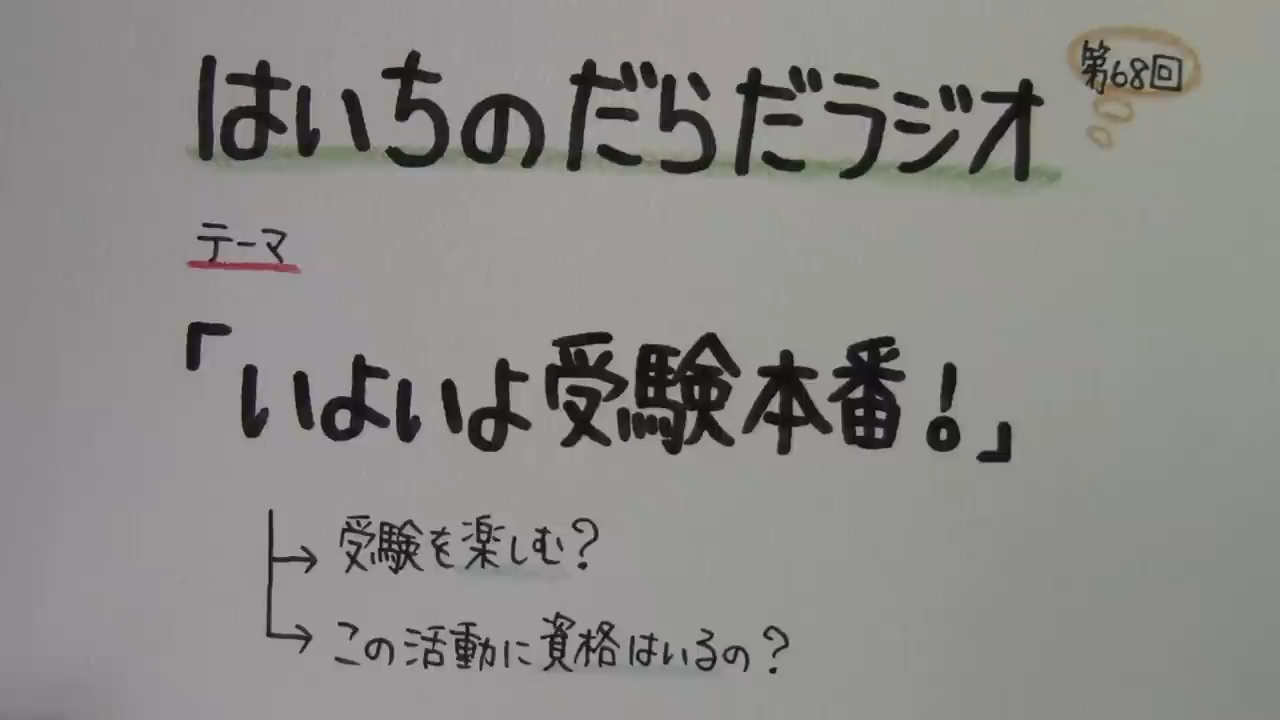 はいちのだらだラジオ
第68回
テーマ
「いよいよ受験本番!」
受験を楽しむ?
この活動に資格はいるの?